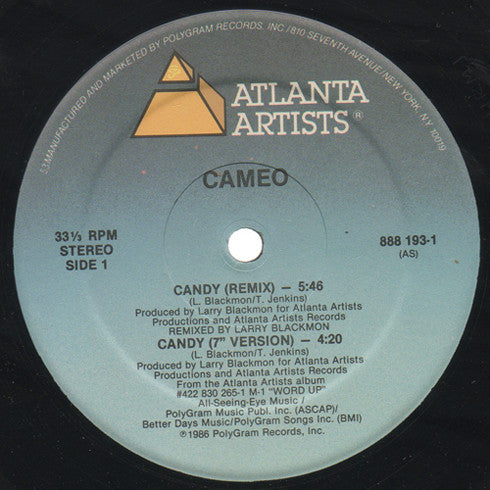 53 MANUFACTURED AND MARKETED BY POLYGRAM RECORDS, INC./810 SEVENTH AVENUE/NEW YORK, NY 10019
ATLANTA
ARTISTS®
CAMEO
33⅓ RPM
STEREO
SIDE 1
888 193-1
(AS)
CANDY (REMIX) — 5:46
(L. Blackmon/T. Jenkins)
Produced by Larry Blackmon for Atlanta Artists
Productions and Atlanta Artists Records
REMIXED BY LARRY BLACKMON
CANDY (7" VERSION) — 4:20
(L. Blackmon/T. Jenkins)
Produced by Larry Blackmon for Atlanta Artists
Productions and Atlanta Artists Records
From the Atlanta Artists album
#422 830 265-1 M-1 "WORD UP"
All-Seeing-Eye Music /
PolyGram Music Publ. Inc. (ASCAP)/
Better Days Music/PolyGram Songs Inc. (BMI)
℗1986 PolyGram Records, Inc.